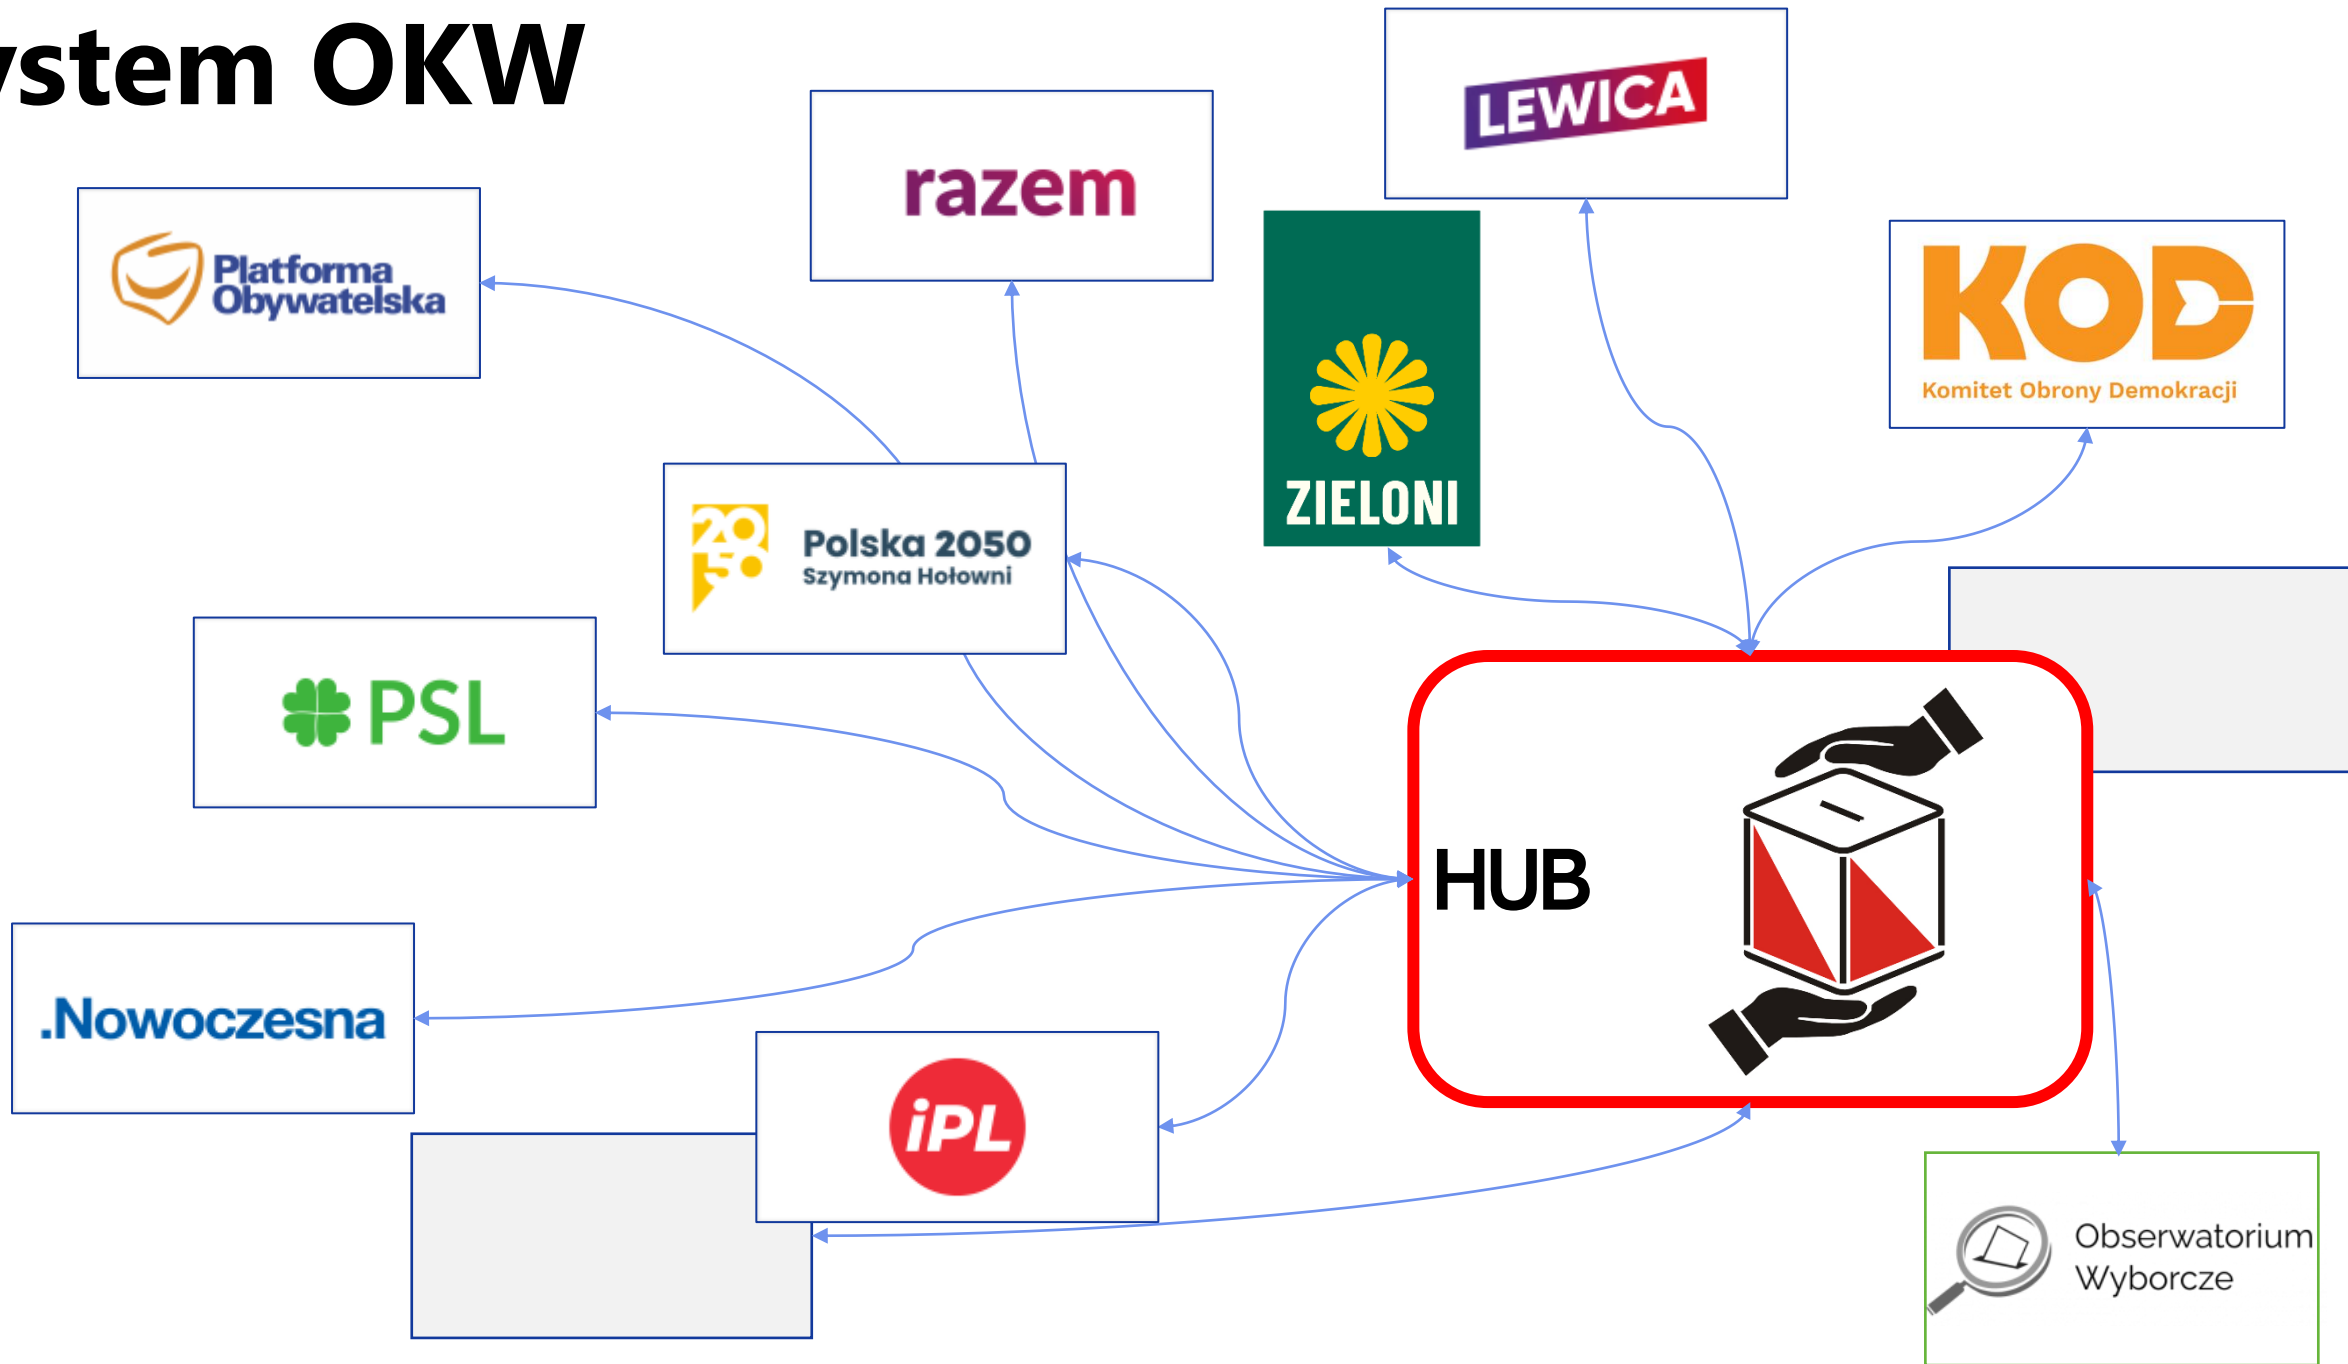 ystem OKW
LEWICA
razem
Platforma
Obywatelska
KOD
Komitet Obrony Demokracji
ZIELONI
2050
Polska 2050
Szymona Hołowni
PSL
HUB
.Nowoczesna
iPL
Obserwatorium
Wyborcze